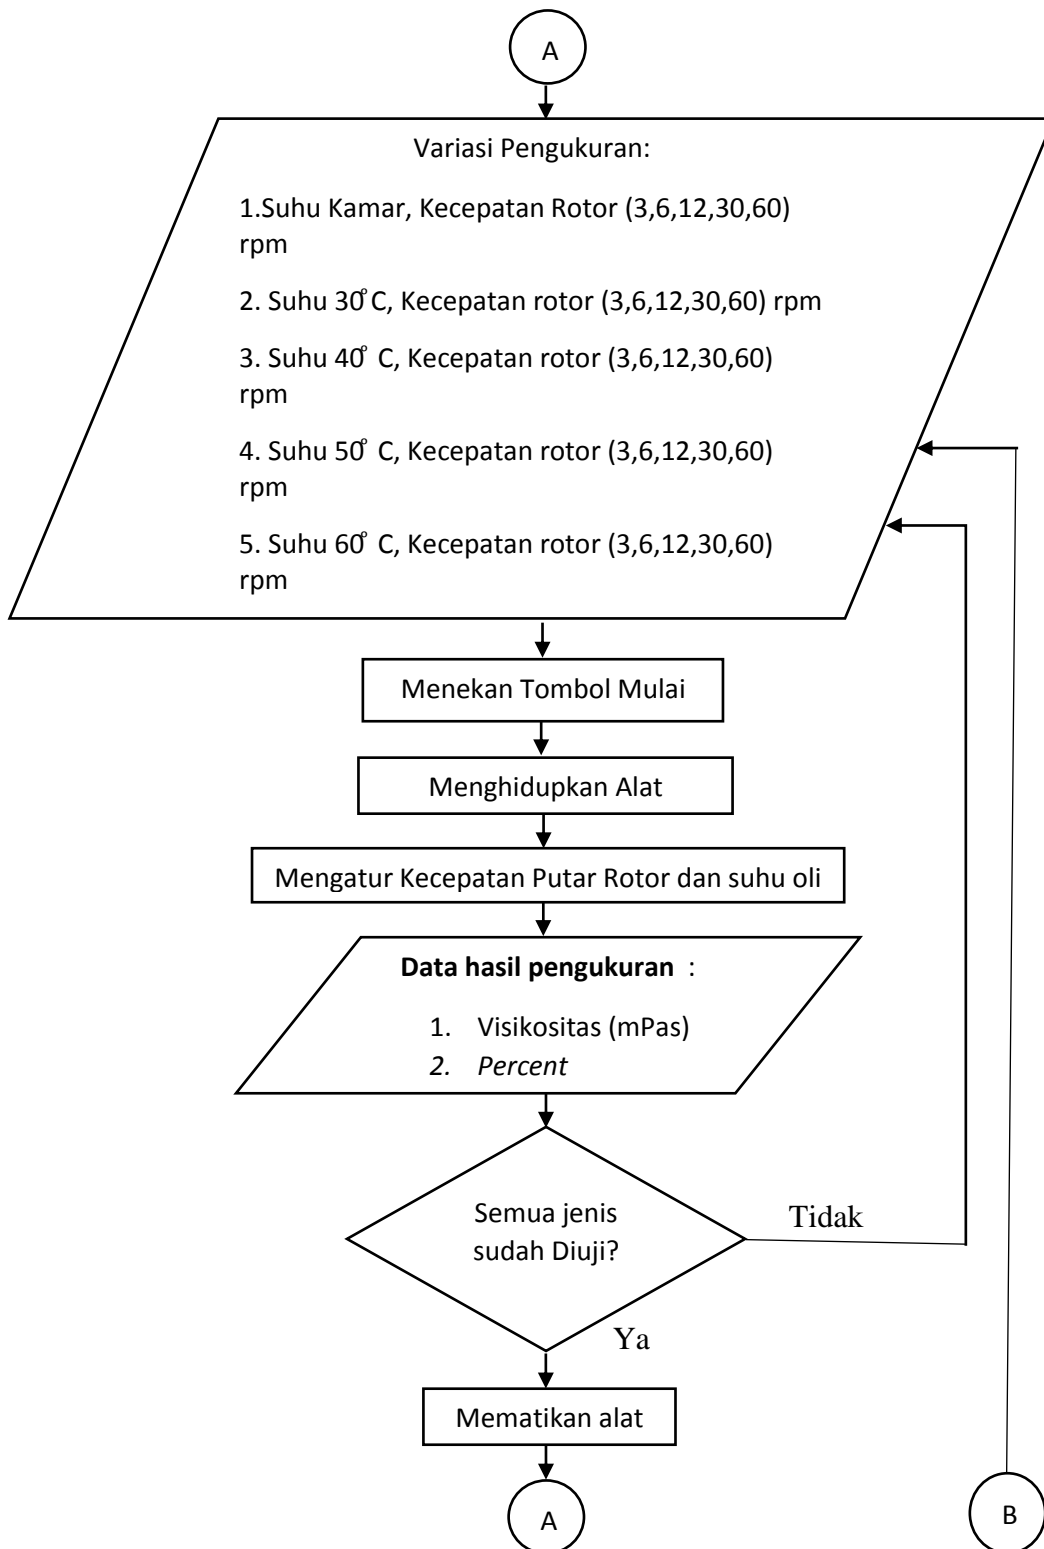 A
Variasi Pengukuran:
1.Suhu Kamar, Kecepatan Rotor (3,6,12,30,60)
rpm
2. Suhu 30̊ C, Kecepatan rotor (3,6,12,30,60) rpm
3. Suhu 40̊ C, Kecepatan rotor (3,6,12,30,60)
rpm
4. Suhu 50̊ C, Kecepatan rotor (3,6,12,30,60)
rpm
5. Suhu 60̊ C, Kecepatan rotor (3,6,12,30,60)
rpm
Menekan Tombol Mulai
Menghidupkan Alat
Mengatur Kecepatan Putar Rotor dan suhu oli
Data hasil pengukuran :
1. Visikositas (mPas)
2. Percent
Semua jenis
sudah Diuji?
Tidak
Ya
Mematikan alat
A
B